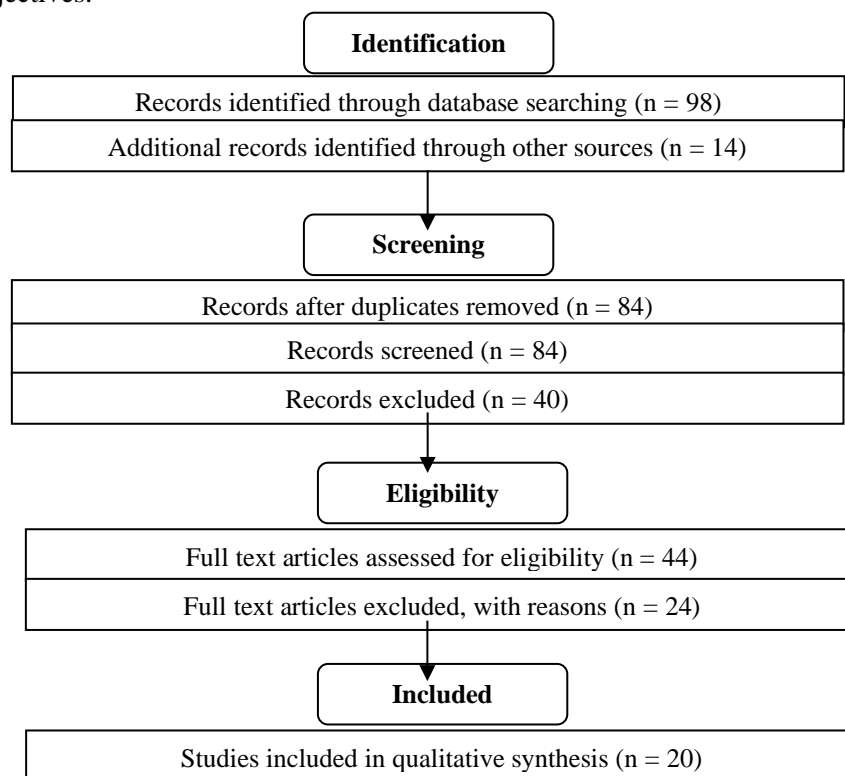 Identification
Records identified through database searching (n = 98)
Additional records identified through other sources (n = 14)
Screening
Records after duplicates removed (n = 84)
Records screened (n = 84)
Records excluded (n = 40)
Eligibility
Full text articles assessed for eligibility (n = 44)
Full text articles excluded, with reasons (n = 24)
Included
Studies included in qualitative synthesis (n = 20)